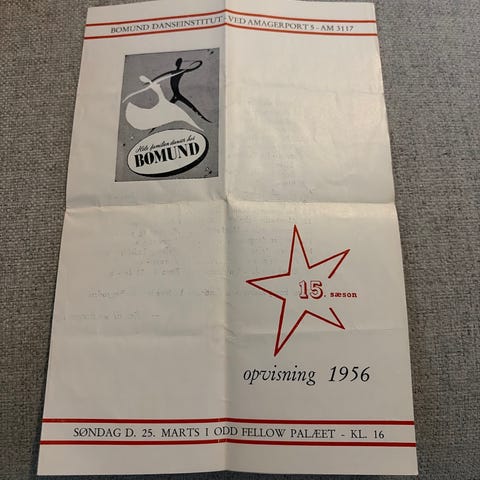 BOMUND DANSEINSTITUT - VED AMAGERPORT 5 - AM 3117
Hele familien danser hos
BOMUND
15. sæson
opvisning 1956
SØNDAG D. 25. MARTS I ODD FELLOW PALÆET - KL. 16